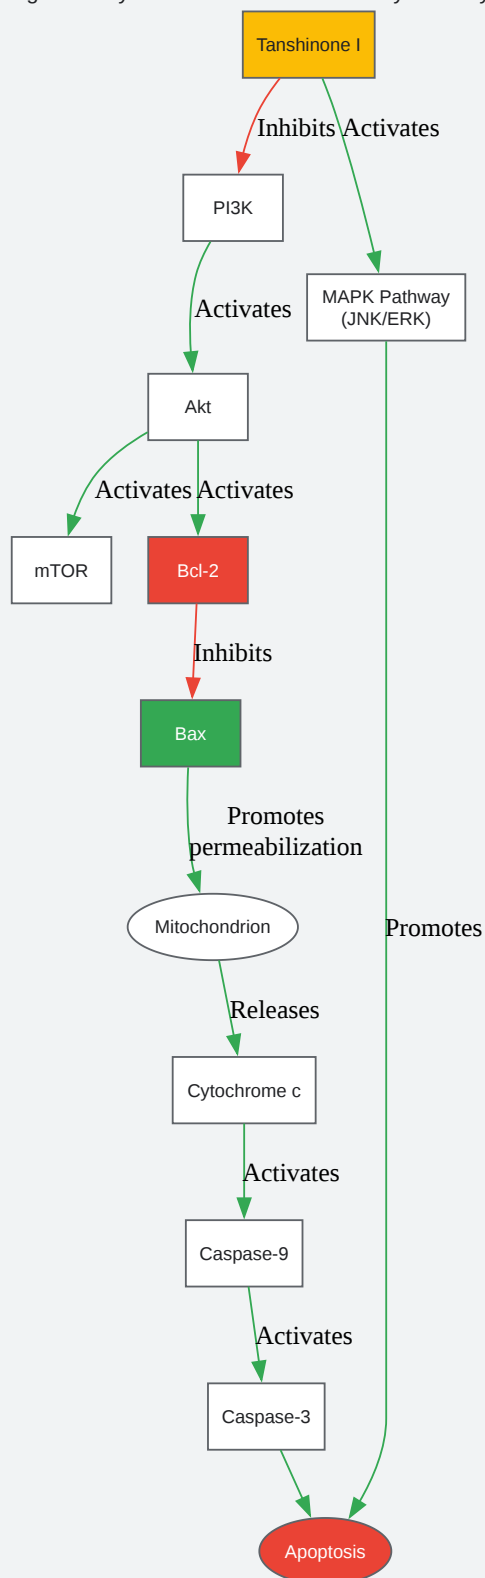 Tanshinone I
Inhibits
Activates
PI3K
MAPK Pathway
(JNK/ERK)
Activates
Akt
Activates
Activates
mTOR
Bcl-2
Inhibits
Bax
Promotes
permeabilization
Mitochondrion
Promotes
Releases
Cytochrome c
Activates
Caspase-9
Activates
Caspase-3
Apoptosis